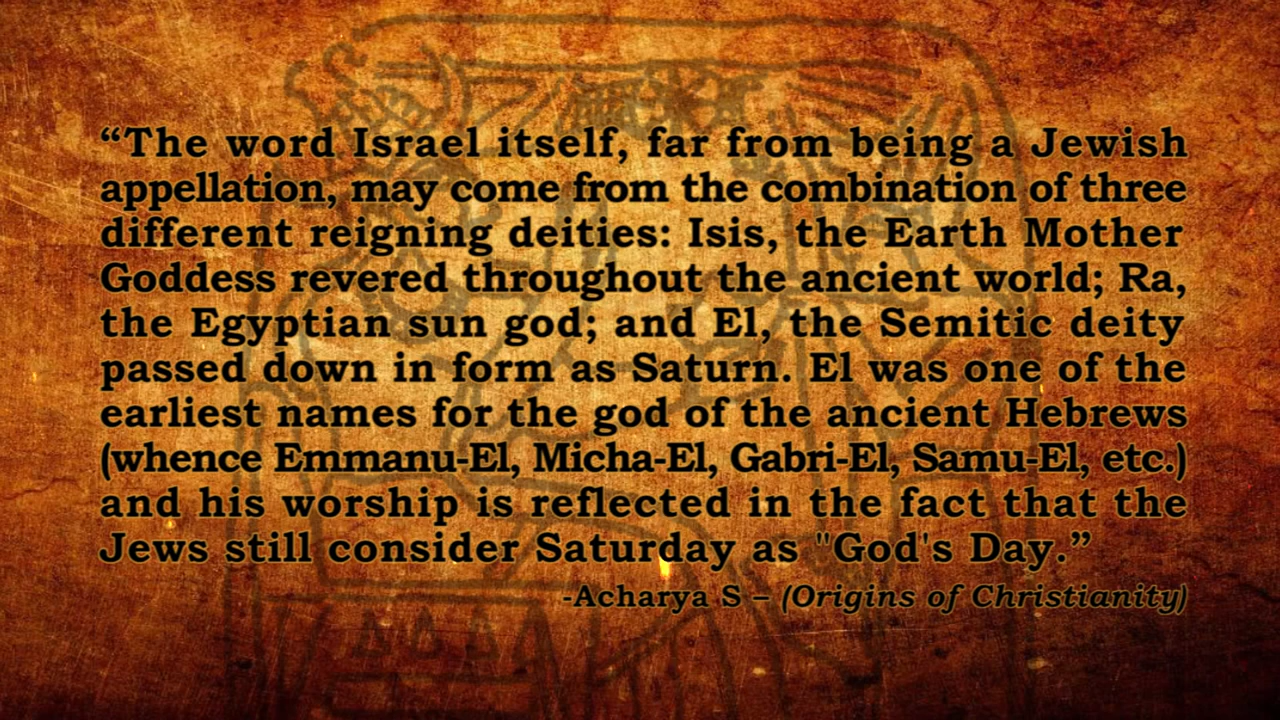 “The word Israel itself, far from being a Jewish
appellation, may come from the combination of three
different reigning deities: Isis, the Earth Mother
Goddess revered throughout the ancient world; Ra,
the Egyptian sun god; and El, the Semitic deity
passed down in form as Saturn. El was one of the
earliest names for the god of the ancient Hebrews
(whence Emmanu-El, Micha-El, Gabri-El, Samu-El, etc.)
and his worship is reflected in the fact that the
Jews still consider Saturday as "God's Day.”
-Acharya S – (Origins of Christianity)